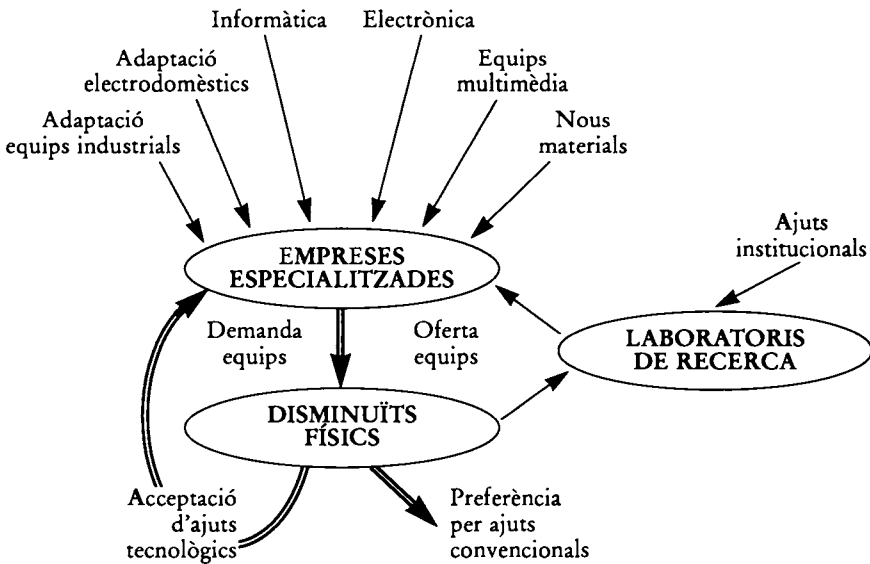 Informàtica
Electrònica
Adaptació
electrodomèstics
Equips
multimèdia
Adaptació
equips industrials
Nous
materials
Ajuts
institucionals
EMPRESES
ESPECIALITZADES
Demanda
equips
Oferta
equips
LABORATORIS
DE RECERCA
DISMINUÏTS
FÍSICS
Acceptació
d'ajuts
tecnològics
Preferència
per ajuts
convencionals